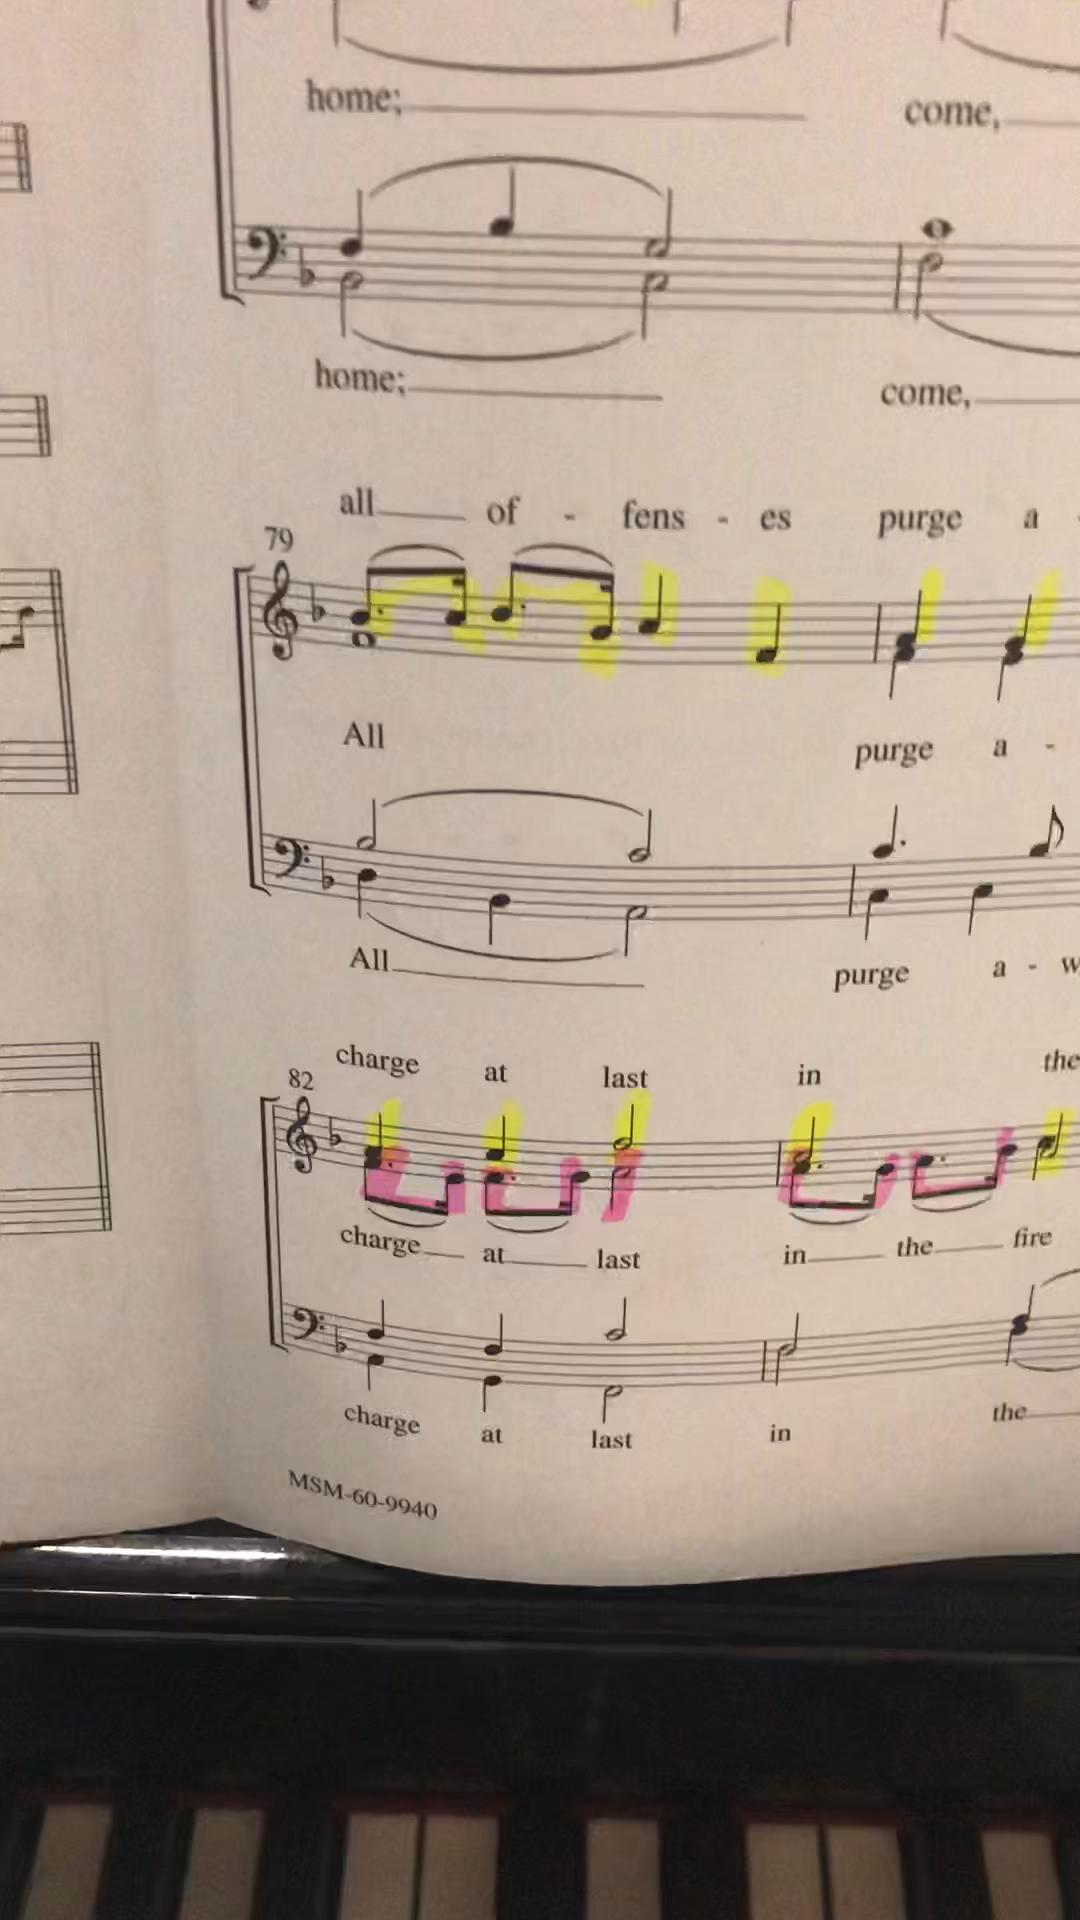 home; come,
home; come,
all of - fens - es purge a -
79
All purge a -
All purge a - w
charge at last in the
82
charge at last in the fire
charge at last in the
MSM-60-9940